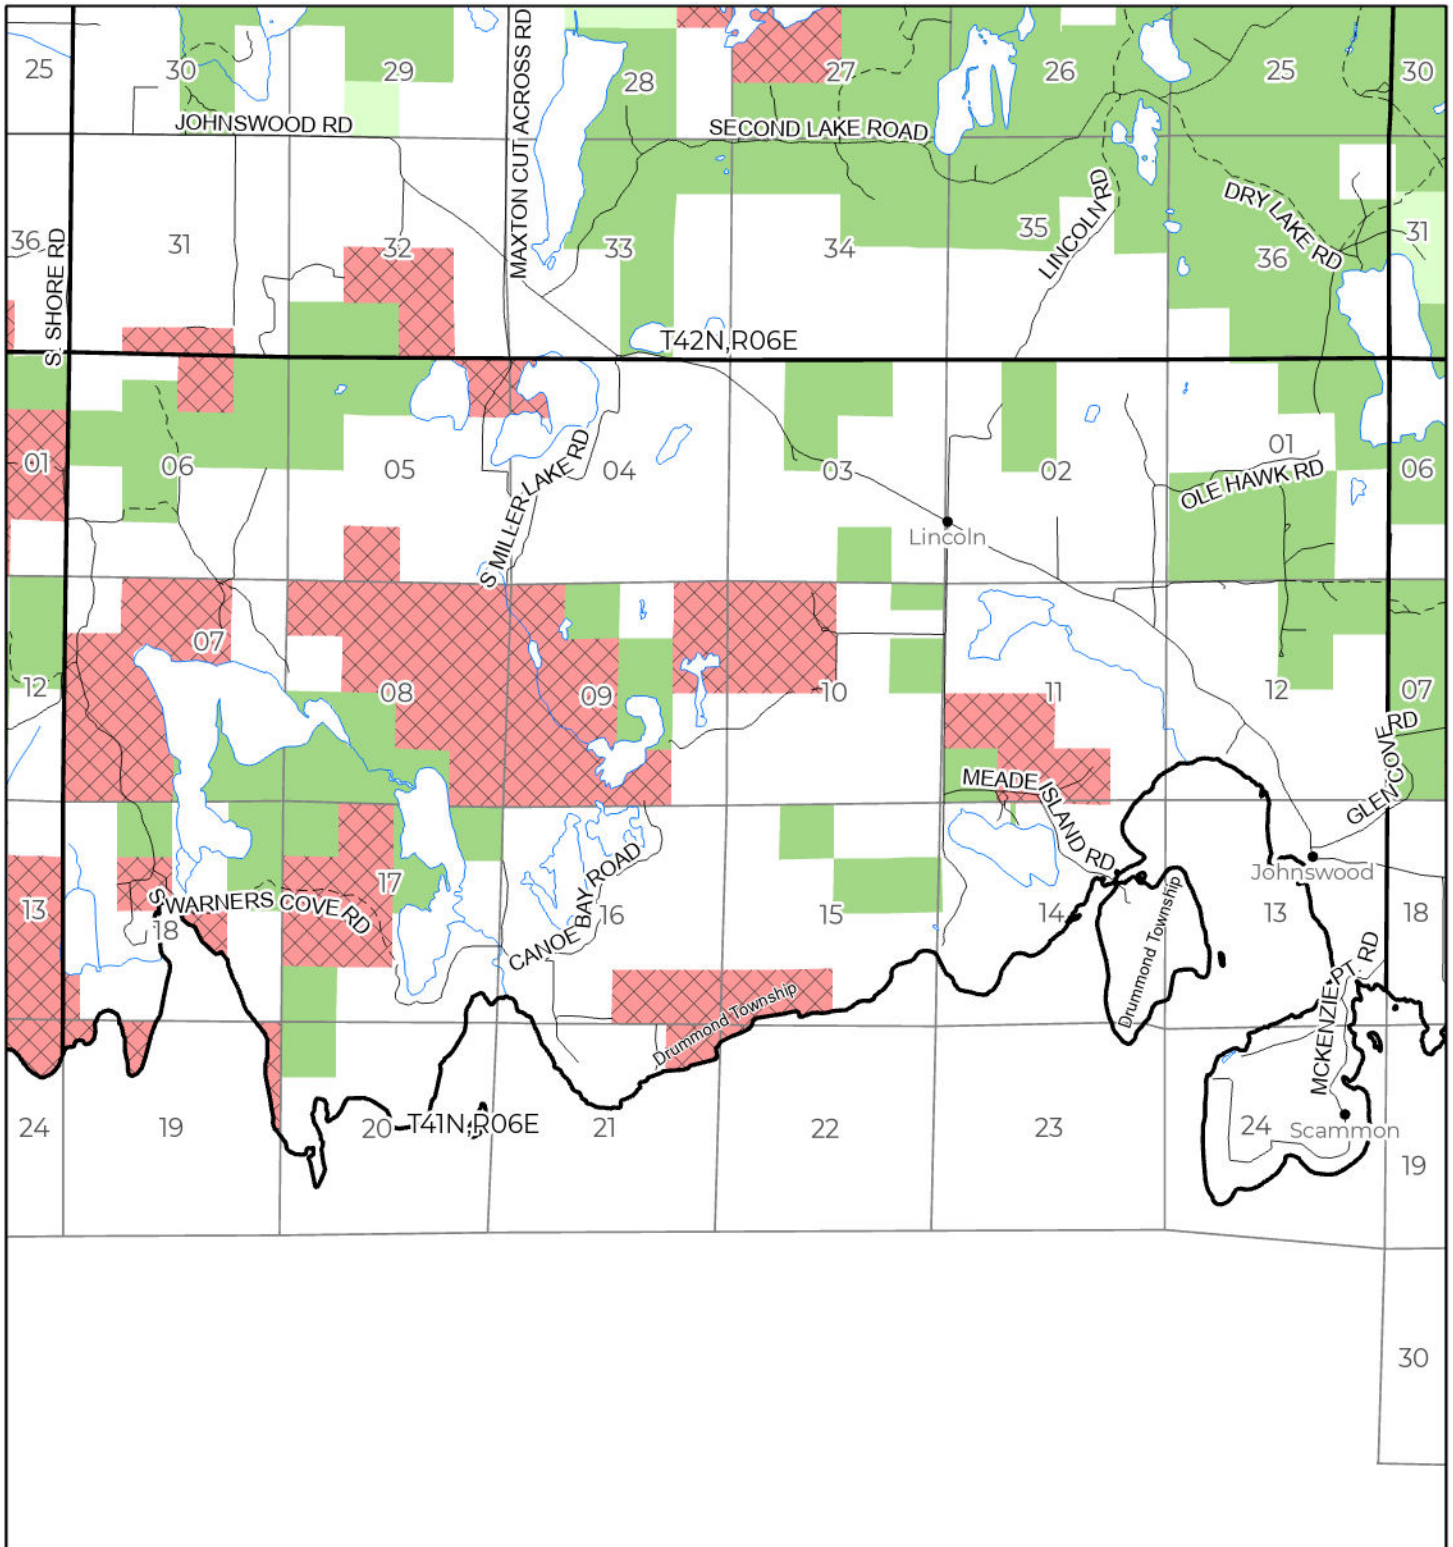 MAXTON CUT ACROSS RD
25
30
29
28
27
26
25
30
JOHNSWOOD RD
SECOND LAKE ROAD
LINCOLN RD
DRY LAKE RD
36
31
32
33
34
35
36
31
S. SHORE RD
T42N,R06E
01
06
05
04
03
02
01
06
S MILLER LAKE RD
OLE HAWK RD
Lincoln
12
07
08
09
10
11
12
07
GLEN COVE RD
MEADE ISLAND RD
Johnswood
13
18
17
16
15
14
13
18
S WARNERS COVE RD
CANOE BAY ROAD
Drummond Township
Drummond Township
MCKENZIE PT. RD
24
19
20
T41N,R06E
21
22
23
24
Scammon
19
30